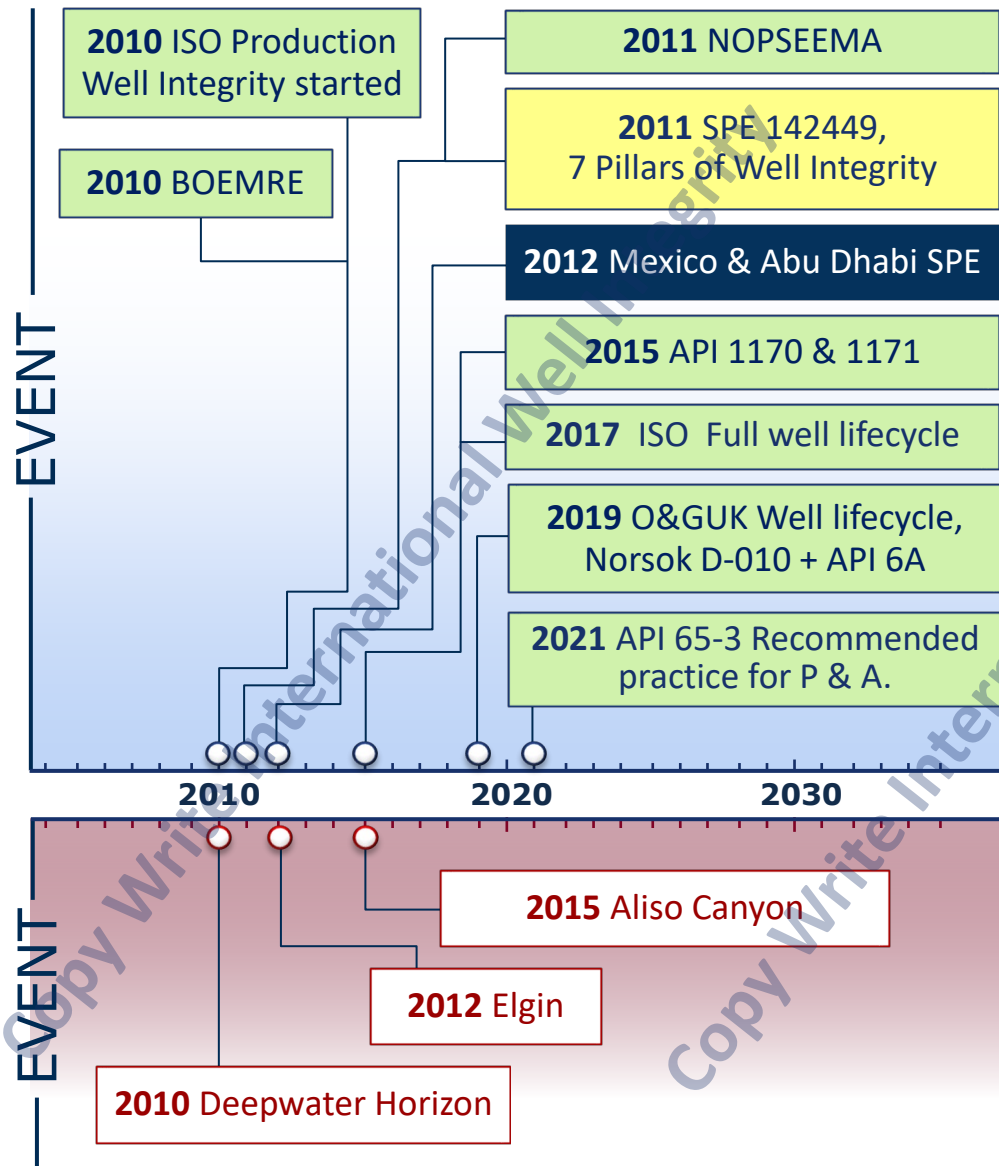 EVENT
2010 ISO Production
Well Integrity started
2010 BOEMRE
2011 NOPSEEMA
2011 SPE 142449,
7 Pillars of Well Integrity
2012 Mexico & Abu Dhabi SPE
2015 API 1170 & 1171
2017 ISO Full well lifecycle
2019 O&GUK Well lifecycle,
Norsok D-010 + API 6A
2021 API 65-3 Recommended
practice for P & A.
2010 2020 2030
EVENT
2015 Aliso Canyon
2012 Elgin
2010 Deepwater Horizon
Copy Write International Well Integrity
Copy Write Intern